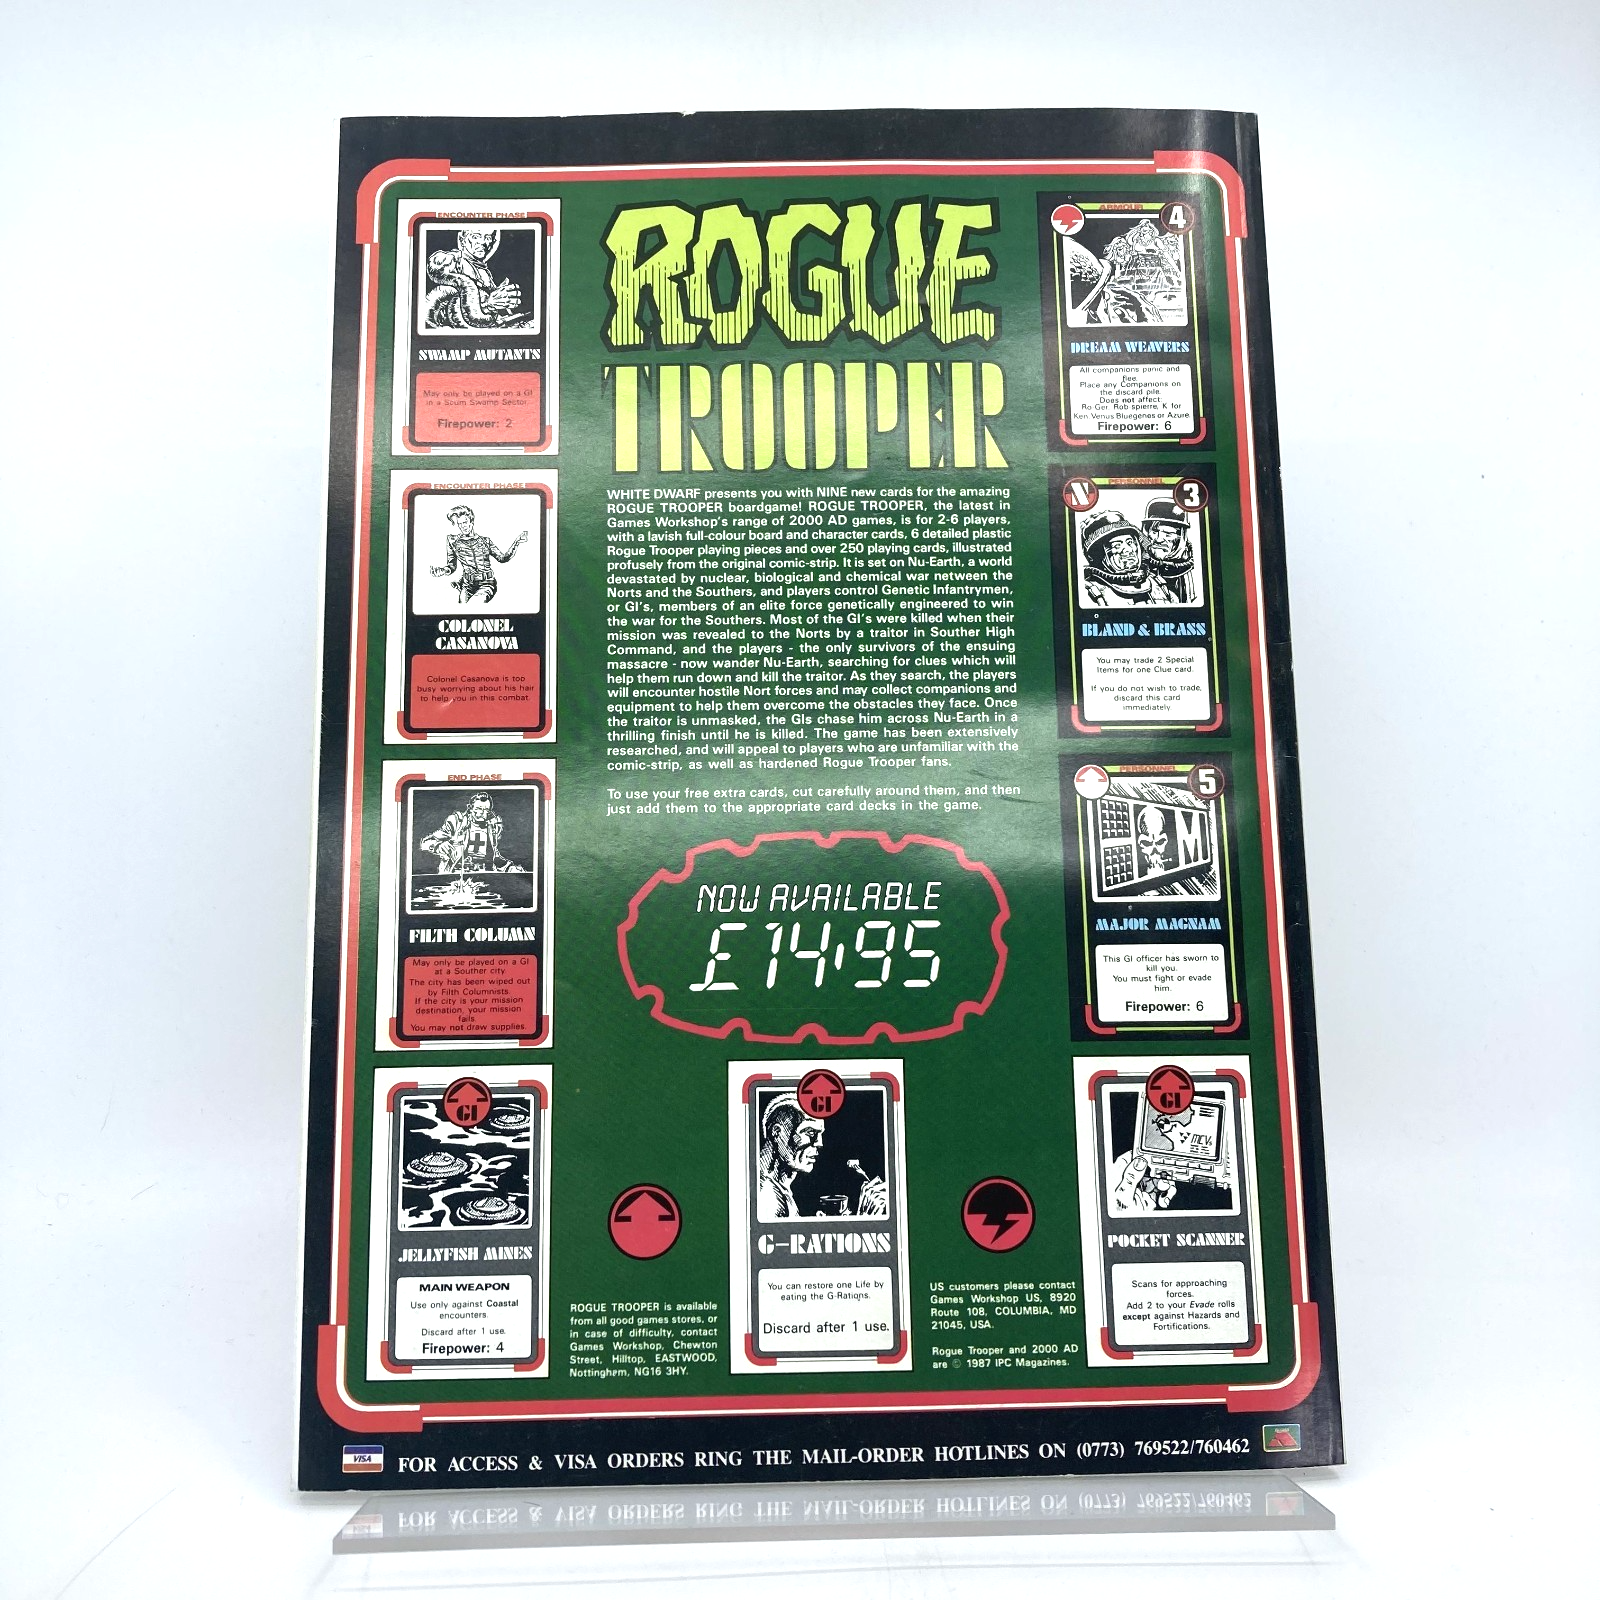 ROGUE
TROOPER
WHITE DWARF presents you with NINE new cards for the amazing
ROGUE TROOPER boardgame! ROGUE TROOPER, the latest in
Games Workshop's range of 2000 AD games, is for 2-6 players,
with a lavish full-colour board and character cards, 6 detailed plastic
Rogue Trooper playing pieces and over 250 playing cards, illustrated
profusely from the original comic-strip. It is set on Nu-Earth, a world
devastated by nuclear, biological and chemical war netween the
Norts and the Southers, and players control Genetic Infantrymen,
or GI's, members of an elite force genetically engineered to win
the war for the Southers. Most of the GI's were killed when their
mission was revealed to the Norts by a traitor in Souther High
Command, and the players - the only survivors of the ensuing
massacre - now wander Nu-Earth, searching for clues which will
help them run down and kill the traitor. As they search, the players
will encounter hostile Nort forces and may collect companions and
equipment to help them overcome the obstacles they face. Once
the traitor is unmasked, the GIs chase him across Nu-Earth in a
thrilling finish until he is killed. The game has been extensively
researched, and will appeal to players who are unfamiliar with the
comic-strip, as well as hardened Rogue Trooper fans.
To use your free extra cards, cut carefully around them, and then
just add them to the appropriate card decks in the game.
NOW AVAILABLE
£14.95
ENCOUNTER PHASE
SWAMP MUTANTS
May only be played on a GI
in a Scum Swamp Sector.
Firepower: 2
ENCOUNTER PHASE
COLONEL
CASANOVA
Colonel Casanova is too
busy worrying about his hair
to help you in this combat.
END PHASE
FILTH COLUMN
May only be played on a GI
at a Souther city.
The city has been wiped out
by Filth Columnists.
If the city is your mission
destination, your mission
fails.
You may not draw supplies.
GI
JELLYFISH MINES
MAIN WEAPON
Use only against Coastal
encounters.
Discard after 1 use.
Firepower: 4
ARMOUR
4
DREAM WEAVERS
All companions panic and
flee.
Place any Companions on
the discard pile.
Does not affect:
Ro Ger, Rob spierre, K for
Ken, Venus Bluegenes or Azure.
Firepower: 6
N
PERSONNEL
3
BLAND & BRASS
You may trade 2 Special
Items for one Clue card.
If you do not wish to trade,
discard this card
immediately.
PERSONNEL
5
M
MAJOR MAGNAM
This GI officer has sworn to
kill you.
You must fight or evade
him.
Firepower: 6
GI
G-RATIONS
You can restore one Life by
eating the G-Rations.
Discard after 1 use.
GI
MCVs
POCKET SCANNER
Scans for approaching
forces.
Add 2 to your Evade rolls
except against Hazards and
Fortifications.
ROGUE TROOPER is available
from all good games stores, or
in case of difficulty, contact
Games Workshop, Chewton
Street, Hilltop, EASTWOOD,
Nottingham, NG16 3HY.
US customers please contact
Games Workshop US, 8920
Route 108, COLUMBIA, MD
21045, USA.
Rogue Trooper and 2000 AD
are © 1987 IPC Magazines.
VISA
FOR ACCESS & VISA ORDERS RING THE MAIL-ORDER HOTLINES ON (0773) 769522/760462